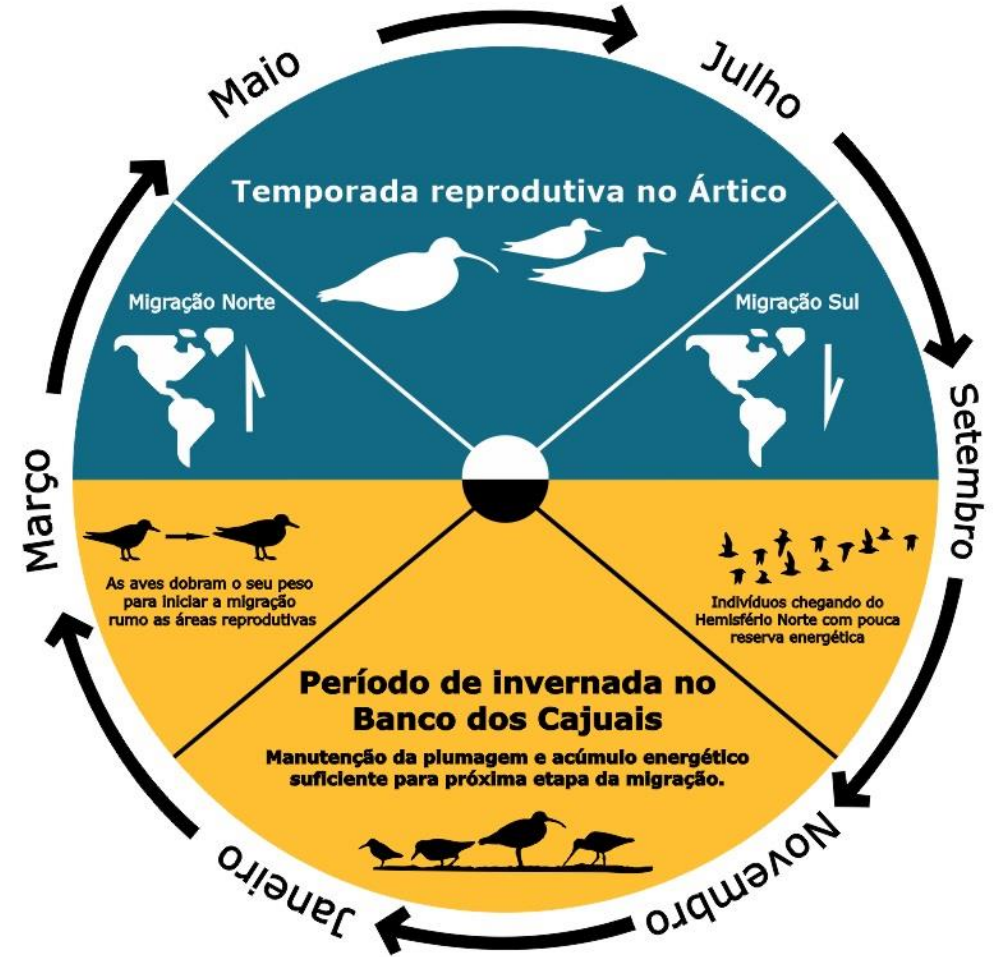 Maio
Julho
Temporada reprodutiva no Ártico
Migração Norte
Migração Sul
Março
Setembro
As aves dobram o seu peso
para iniciar a migração
rumo as áreas reprodutivas
Indivíduos chegando do
Hemisfério Norte com pouca
reserva energética
Período de invernada no
Banco dos Cajuais
Manutenção da plumagem e acúmulo energético
suficiente para próxima etapa da migração.
Janeiro
Novembro